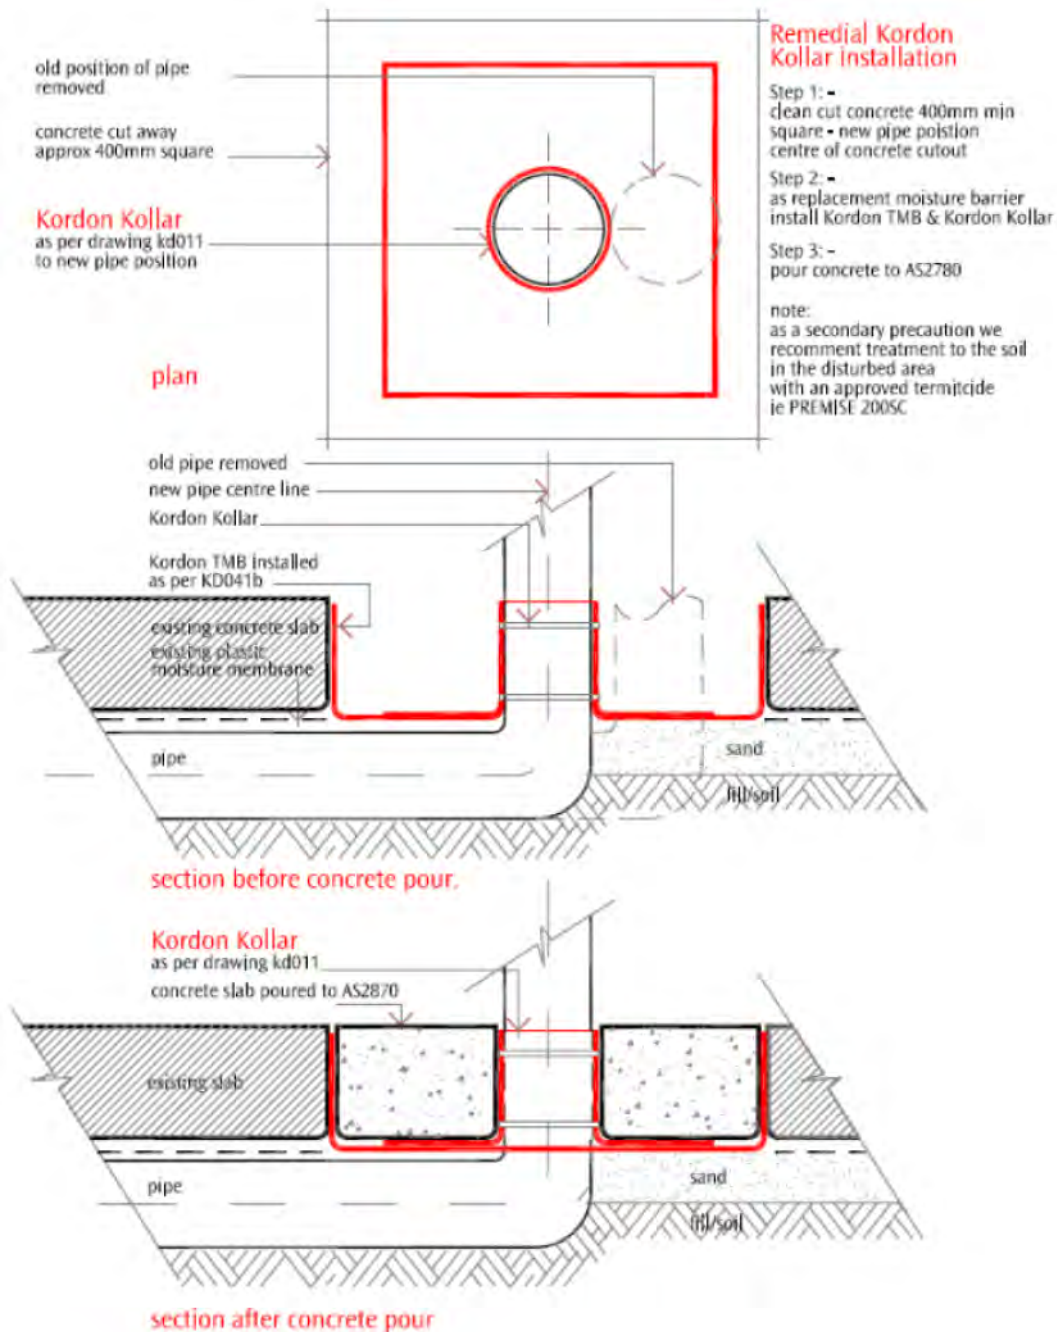 old position of pipe
removed
concrete cut away
approx 400mm square
Kordon Kollar
as per drawing kd011
to new pipe position
plan
Remedial Kordon
Kollar installation
Step 1: -
clean cut concrete 400mm min
square - new pipe poistion
centre of concrete cutout
Step 2: -
as replacement moisture barrier
install Kordon TMB & Kordon Kollar
Step 3: -
pour concrete to AS2780
note:
as a secondary precaution we
recomment treatment to the soil
in the disturbed area
with an approved termitcide
ie PREMISE 200SC
old pipe removed
new pipe centre line
Kordon Kollar
Kordon TMB installed
as per KD041b
existing concrete slab
existing plastic
moisture membrane
pipe
sand
fill/soil
section before concrete pour.
Kordon Kollar
as per drawing kd011
concrete slab poured to AS2870
existing slab
pipe
sand
fill/soil
section after concrete pour